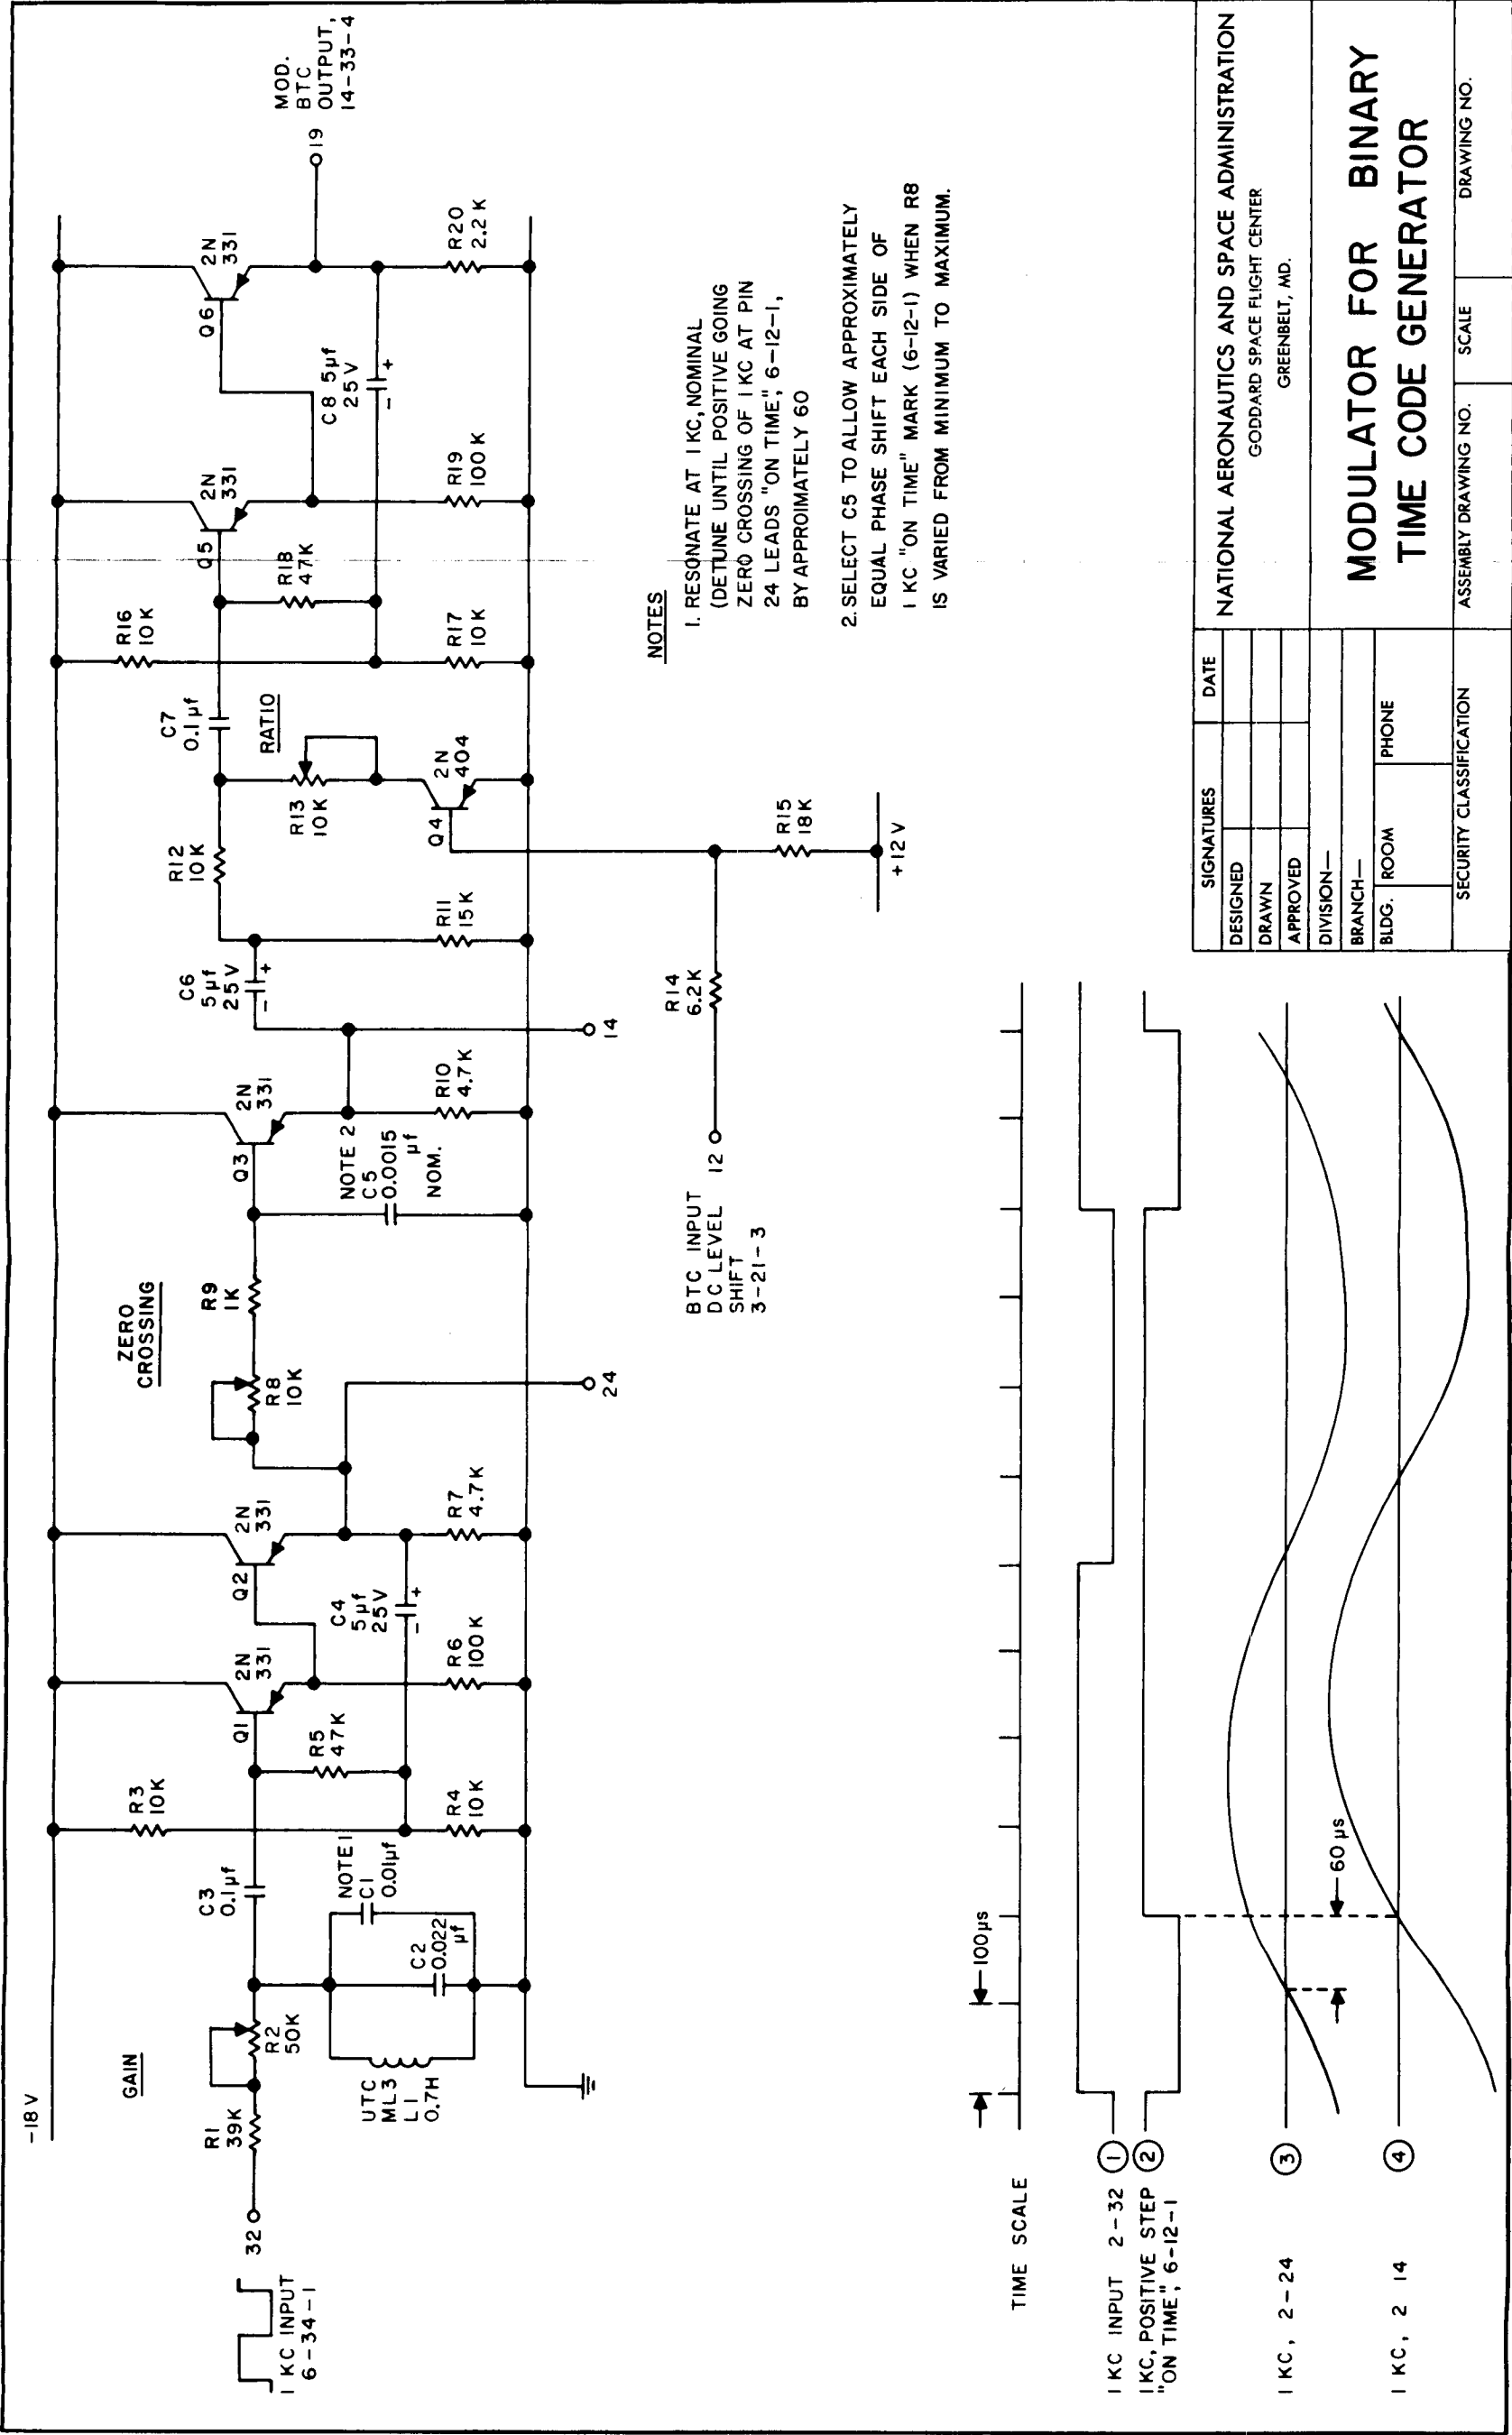 -18 V
GAIN
1 KC INPUT
6-34-1
32
R1
39K
R2
50K
UTC
ML3
L1
0.7H
C2
0.022
µf
NOTE 1
C1
0.01µf
C3
0.1µf
R3
10K
R4
10K
R5
47K
Q1
2N
331
R6
100K
C4
5µf
25V
- +
Q2
2N
331
R7
4.7K
24
ZERO
CROSSING
R8
10K
R9
1K
NOTE 2
C5
0.0015
µf
NOM.
Q3
2N
331
R10
4.7K
14
C6
5µf
25V
- +
R11
15K
R12
10K
RATIO
R13
10K
Q4
2N
404
BTC INPUT
DC LEVEL
SHIFT
3-21-3
12
R14
6.2K
R15
18K
+12V
C7
0.1µf
R16
10K
R17
10K
R18
47K
Q5
2N
331
R19
100K
C8 5µf
25V
- +
Q6
2N
331
R20
2.2K
19
MOD.
BTC
OUTPUT,
14-33-4
NOTES
1. RESONATE AT 1 KC, NOMINAL
(DETUNE UNTIL POSITIVE GOING
ZERO CROSSING OF 1 KC AT PIN
24 LEADS "ON TIME", 6-12-1,
BY APPROIMATELY 60
2. SELECT C5 TO ALLOW APPROXIMATELY
EQUAL PHASE SHIFT EACH SIDE OF
1 KC "ON TIME" MARK (6-12-1) WHEN R8
IS VARIED FROM MINIMUM TO MAXIMUM.
TIME SCALE
100µs
1 KC INPUT 2-32 1
1 KC, POSITIVE STEP 2
"ON TIME", 6-12-1
1 KC, 2-24 3
60 µs
1 KC, 2 14 4
SIGNATURES DATE
DESIGNED
DRAWN
APPROVED
DIVISION—
BRANCH—
BLDG. ROOM PHONE
SECURITY CLASSIFICATION
NATIONAL AERONAUTICS AND SPACE ADMINISTRATION
GODDARD SPACE FLIGHT CENTER
GREENBELT, MD.
MODULATOR FOR BINARY
TIME CODE GENERATOR
ASSEMBLY DRAWING NO. SCALE DRAWING NO.